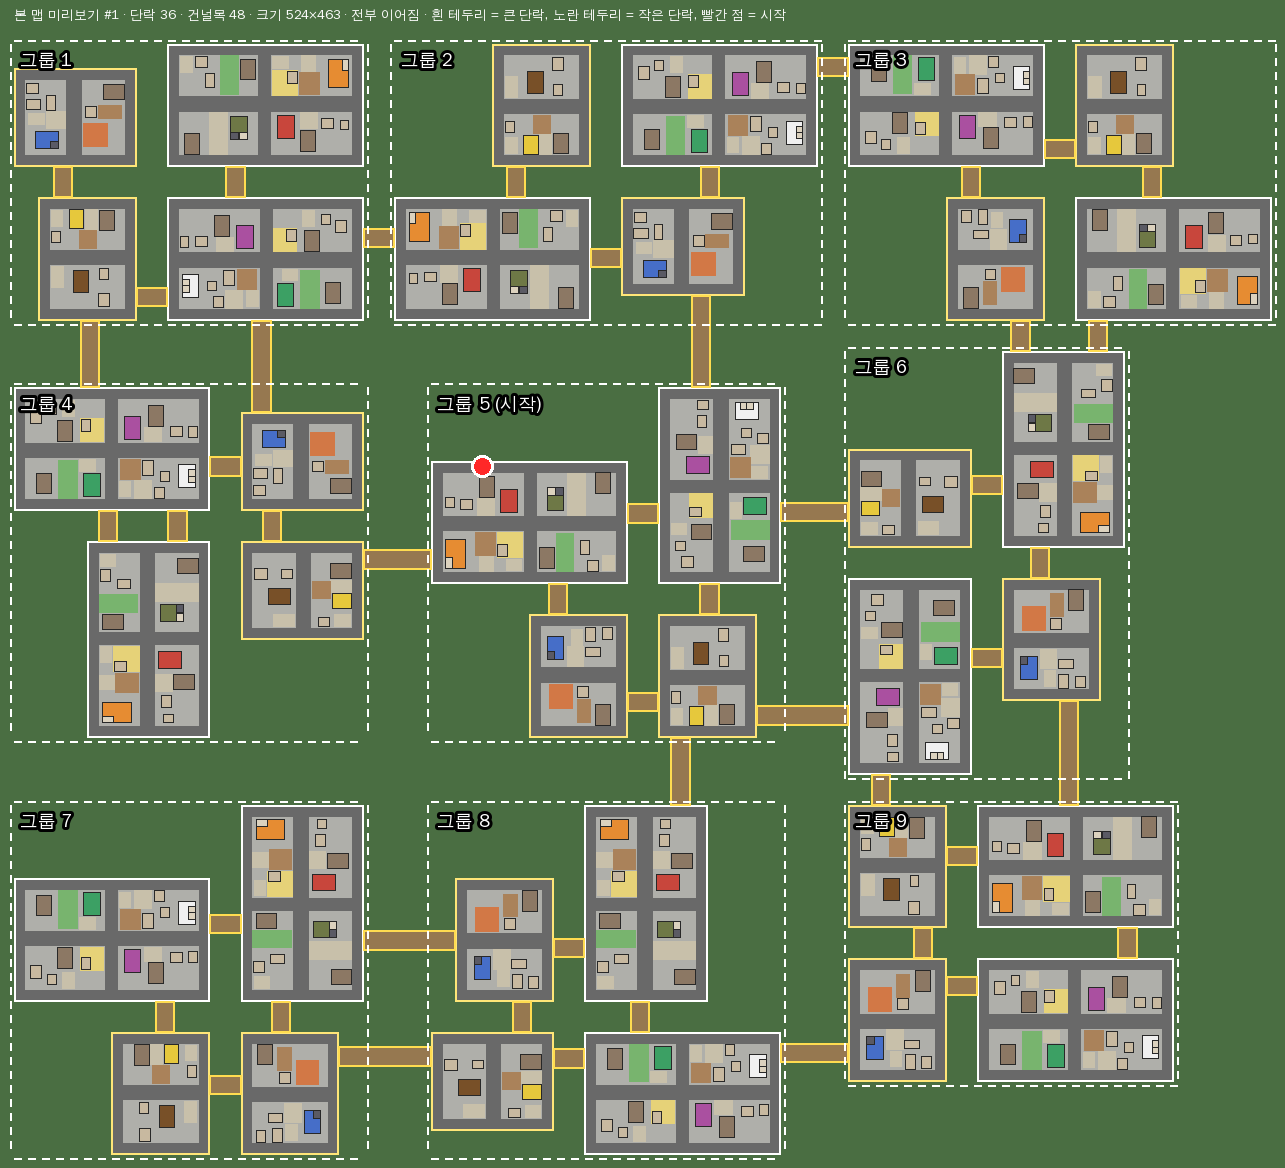 본 맵 미리보기 #1 · 단락 36 · 건널목 48 · 크기 524×463 · 전부 이어짐 · 흰 테두리 = 큰 단락, 노란 테두리 = 작은 단락, 빨간 점 = 시작
그룹 1
그룹 2
그룹 3
그룹 4
그룹 5 (시작)
그룹 6
그룹 7
그룹 8
그룹 9